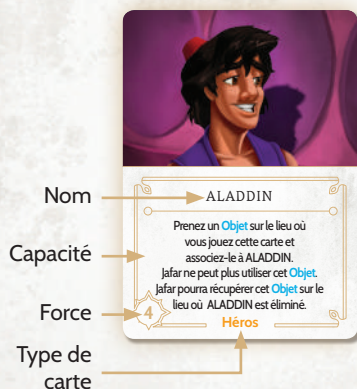 Nom
ALADDIN
Capacité
Prenez un Objet sur le lieu où
vous jouez cette carte et
associez-le à ALADDIN.
Jafar ne peut plus utiliser cet Objet.
Jafar pourra récupérer cet Objet sur le
lieu où ALADDIN est éliminé.
Force
4
Héros
Type de
carte